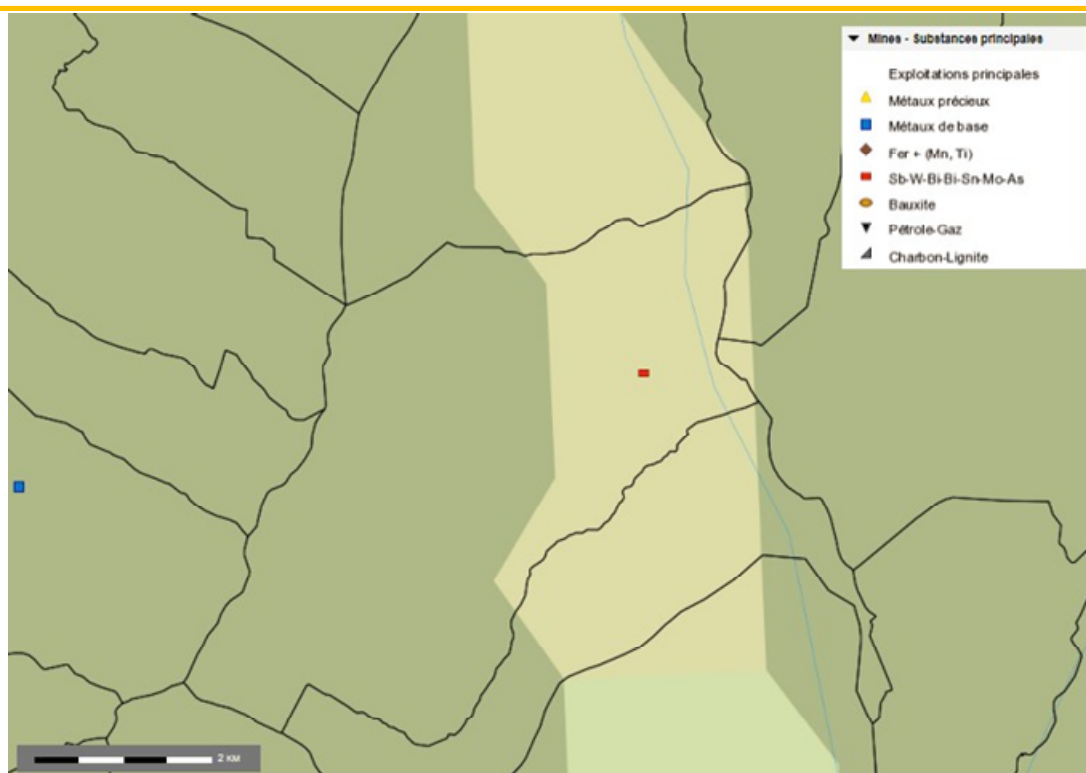 Mines - Substances principales
Exploitations principales
Métaux précieux
Métaux de base
Fer + (Mn, Ti)
Sb-W-Bi-Bi-Sn-Mo-As
Bauxite
Pétrole-Gaz
Charbon-Lignite
2 KM